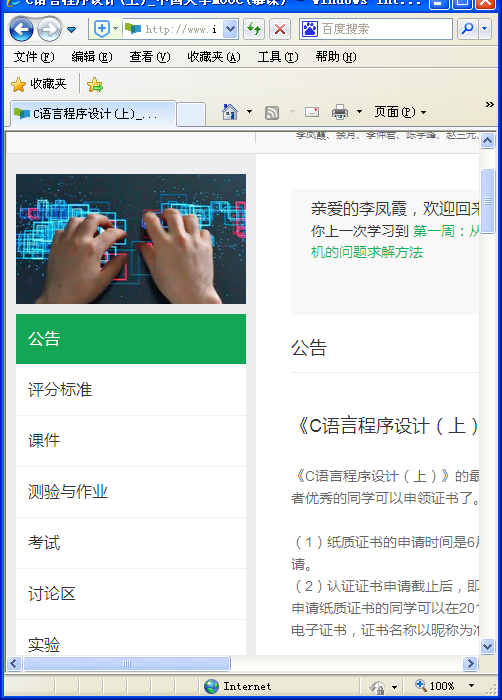 C语言程序设计(上)_中国大学MOOC(慕课) - Windows Int...
http://www.i
百度搜索
文件(F) 编辑(E) 查看(V) 收藏夹(A) 工具(T) 帮助(H)
收藏夹
C语言程序设计(上)_...
页面(P)
李凤霞、余月、李仲君、陈宇峰、赵三元、
亲爱的李凤霞，欢迎回来
你上一次学习到 第一周：从
机的问题求解方法
公告
评分标准
课件
测验与作业
考试
讨论区
实验
公告
《C语言程序设计（上）
《C语言程序设计（上）》的最
者优秀的同学可以申领证书了。
（1）纸质证书的申请时间是6月
请。
（2）认证证书申请截止后，即
申请纸质证书的同学可以在201
电子证书，证书名称以昵称为准
Internet
100%